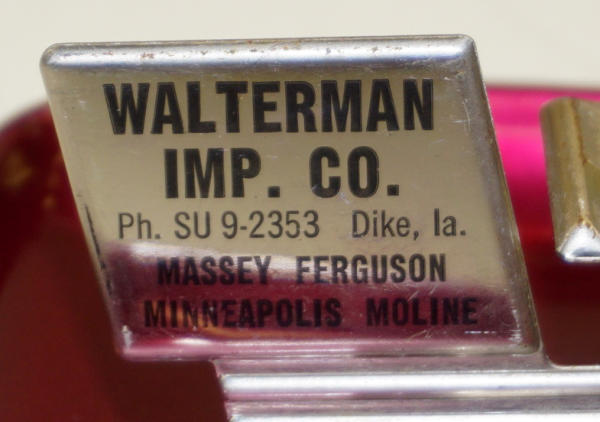 WALTERMAN
IMP. CO.
Ph. SU 9-2353 Dike, Ia.
MASSEY FERGUSON
MINNEAPOLIS MOLINE